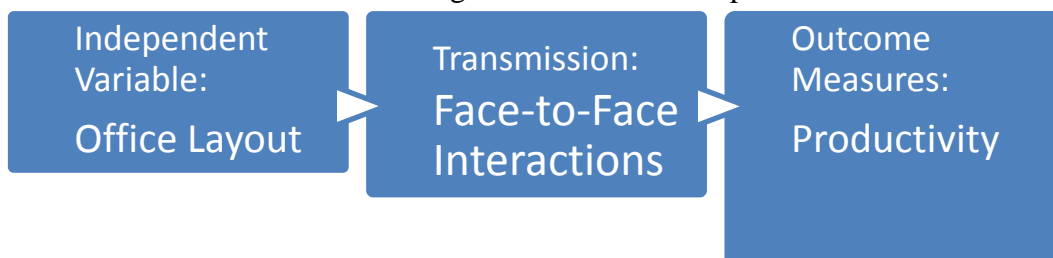 Independent
Variable:
Office Layout
Transmission:
Face-to-Face
Interactions
Outcome
Measures:
Productivity